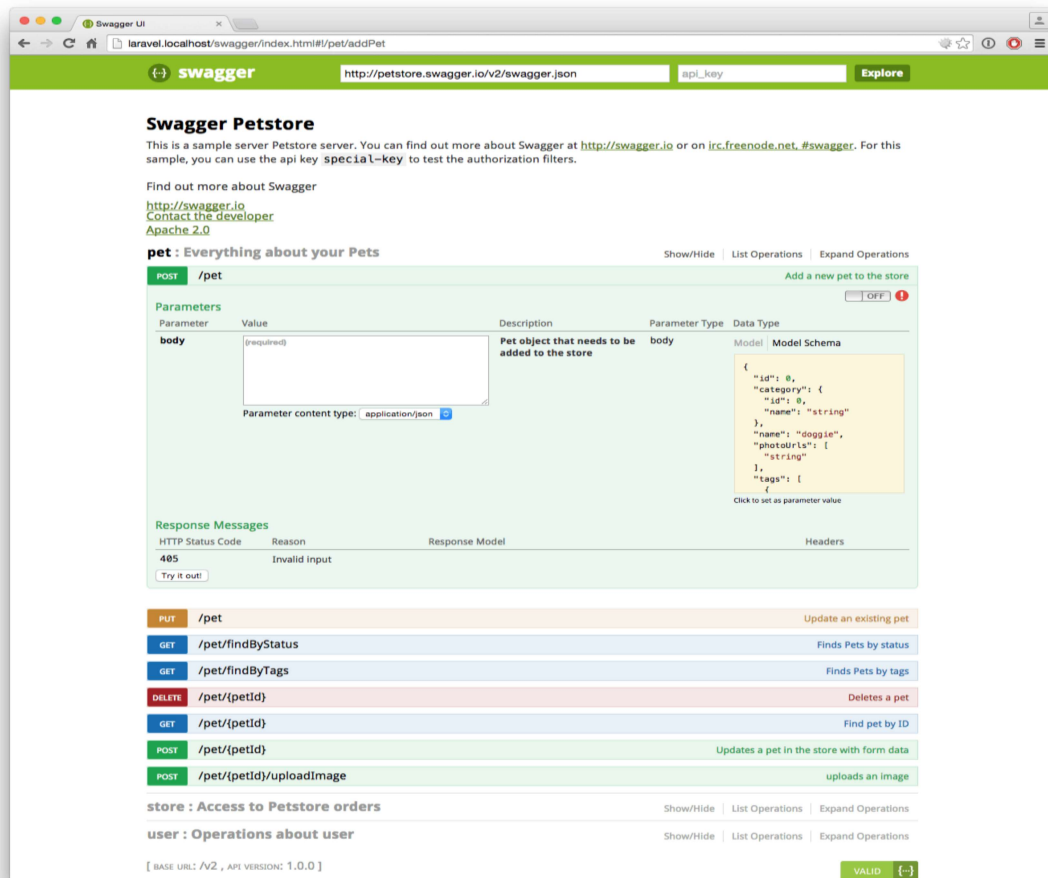 Swagger UI
laravel.localhost/swagger/index.html#!/pet/addPet
swagger
http://petstore.swagger.io/v2/swagger.json
api_key
Explore
Swagger Petstore
This is a sample server Petstore server. You can find out more about Swagger at http://swagger.io or on irc.freenode.net, #swagger. For this
sample, you can use the api key special-key to test the authorization filters.
Find out more about Swagger
http://swagger.io
Contact the developer
Apache 2.0
pet : Everything about your Pets Show/Hide List Operations Expand Operations
POST /pet Add a new pet to the store
OFF
Parameters
Parameter Value Description Parameter Type Data Type
body (required) Pet object that needs to be body Model Model Schema
added to the store
{
"id": 0,
"category": {
"id": 0,
"name": "string"
},
"name": "doggie",
"photoUrls": [
"string"
],
"tags": [
{
Parameter content type: application/json
Click to set as parameter value
Response Messages
HTTP Status Code Reason Response Model Headers
405 Invalid input
Try it out!
PUT /pet Update an existing pet
GET /pet/findByStatus Finds Pets by status
GET /pet/findByTags Finds Pets by tags
DELETE /pet/{petId} Deletes a pet
GET /pet/{petId} Find pet by ID
POST /pet/{petId} Updates a pet in the store with form data
POST /pet/{petId}/uploadImage uploads an image
store : Access to Petstore orders Show/Hide List Operations Expand Operations
user : Operations about user Show/Hide List Operations Expand Operations
[ BASE URL: /v2 , API VERSION: 1.0.0 ]
VALID {...}